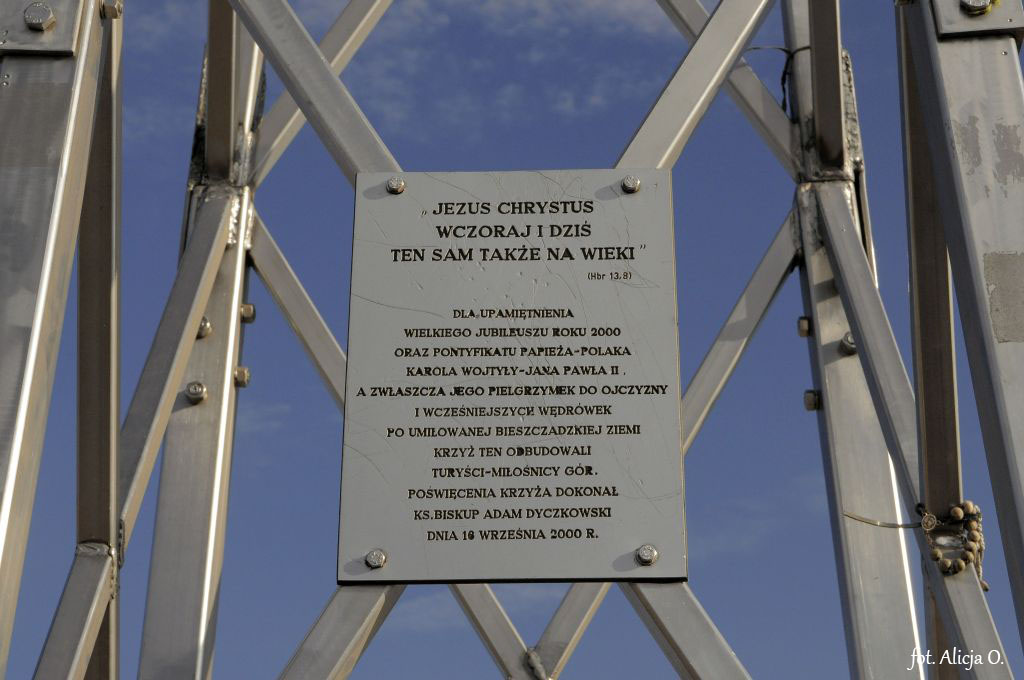 „JEZUS CHRYSTUS
WCZORAJ I DZIŚ
TEN SAM TAKŻE NA WIEKI”
(Hbr 13,8)
DLA UPAMIĘTNIENIA
WIELKIEGO JUBILEUSZU ROKU 2000
ORAZ PONTYFIKATU PAPIEŻA-POLAKA
KAROLA WOJTYŁY-JANA PAWŁA II,
A ZWŁASZCZA JEGO PIELGRZYMEK DO OJCZYZNY
I WCZEŚNIEJSZYCH WĘDRÓWEK
PO UMIŁOWANEJ BIESZCZADZKIEJ ZIEMI
KRZYŻ TEN ODBUDOWALI
TURYŚCI-MIŁOŚNICY GÓR.
POŚWIĘCENIA KRZYŻA DOKONAŁ
KS.BISKUP ADAM DYCZKOWSKI
DNIA 16 WRZEŚNIA 2000 R.
fot. Alicja O.